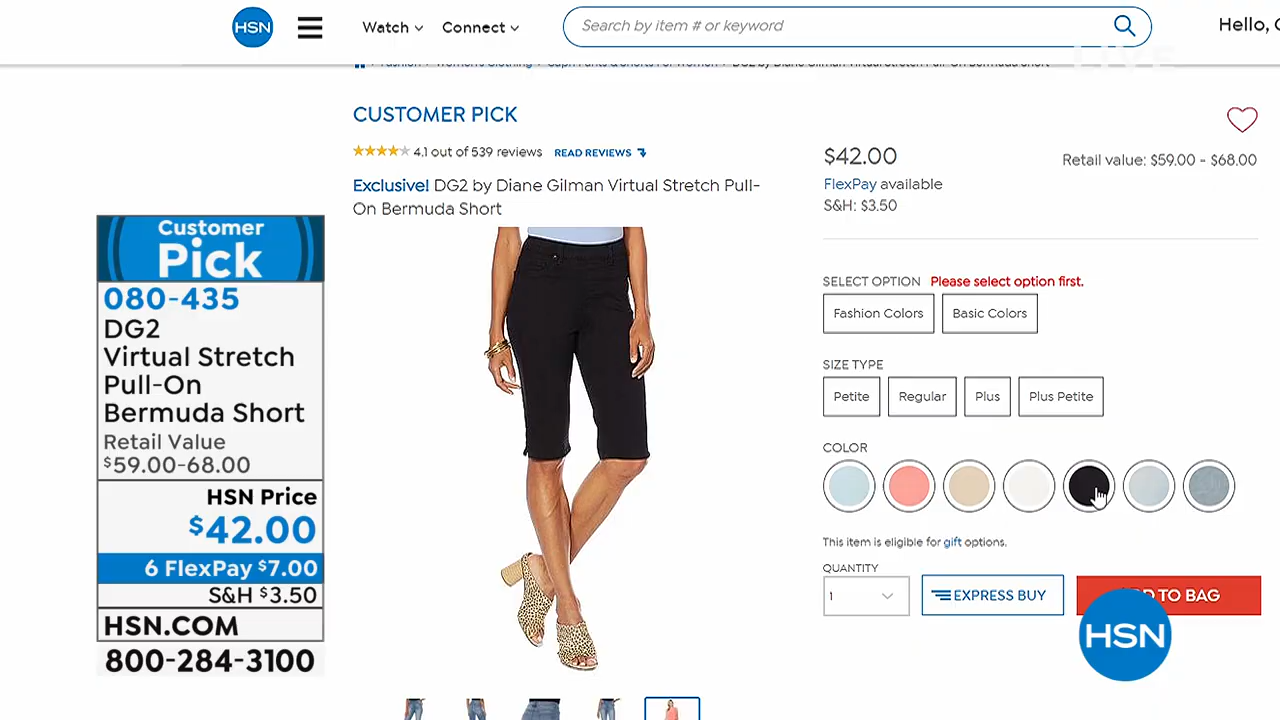 HSN
Watch
Connect
Search by item # or keyword
Hello,
LIVE
CUSTOMER PICK
4.1 out of 539 reviews READ REVIEWS
Exclusive! DG2 by Diane Gilman Virtual Stretch Pull-
On Bermuda Short
$42.00
Retail value: $59.00 - $68.00
FlexPay available
S&H: $3.50
SELECT OPTION Please select option first.
Fashion Colors
Basic Colors
SIZE TYPE
Petite
Regular
Plus
Plus Petite
COLOR
This item is eligible for gift options.
QUANTITY
1
EXPRESS BUY
TO BAG
HSN
Customer
Pick
080-435
DG2
Virtual Stretch
Pull-On
Bermuda Short
Retail Value
$59.00-68.00
HSN Price
$42.00
6 FlexPay $7.00
S&H $3.50
HSN.COM
800-284-3100